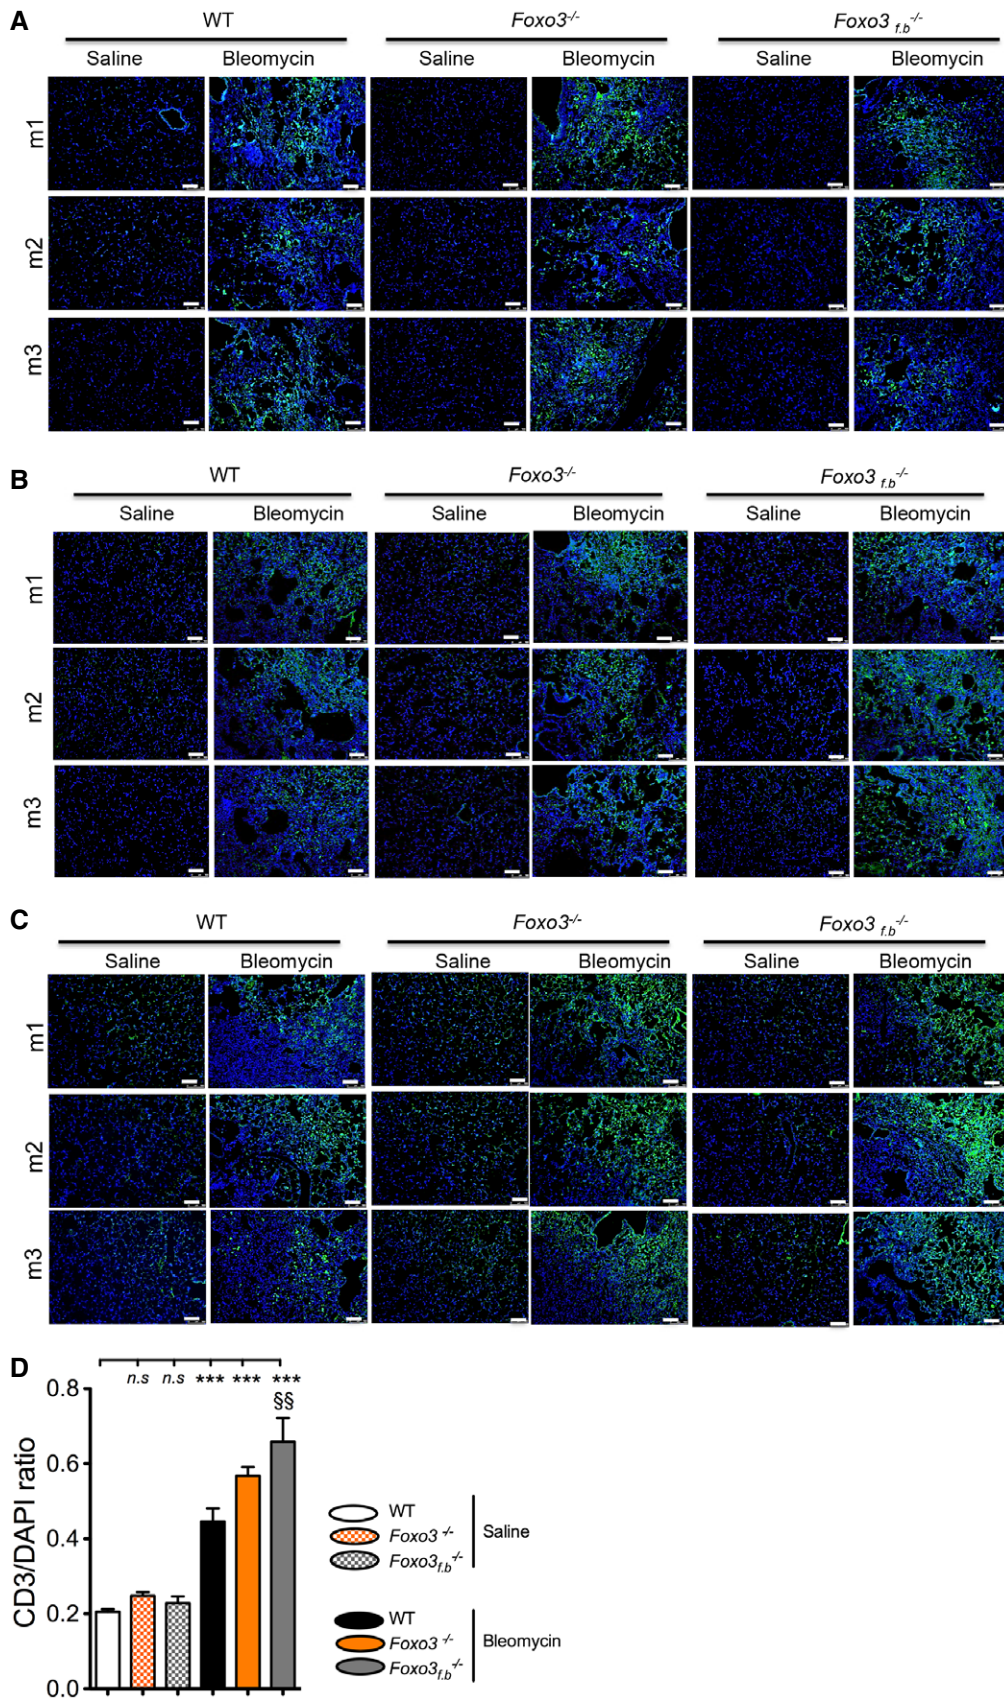 A
WT Foxo3-/- Foxo3 f.b-/-
Saline Bleomycin Saline Bleomycin Saline Bleomycin
m1
m2
m3
B
WT Foxo3-/- Foxo3 f.b-/-
Saline Bleomycin Saline Bleomycin Saline Bleomycin
m1
m2
m3
C
WT Foxo3-/- Foxo3 f.b-/-
Saline Bleomycin Saline Bleomycin Saline Bleomycin
m1
m2
m3
D
n.s n.s *** *** ***
§§
0.8
0.6
0.4
0.2
0.0
CD3/DAPI ratio
WT
Foxo3 -/-
Foxo3f.b-/-
Saline
WT
Foxo3 -/-
Foxo3f.b-/-
Bleomycin